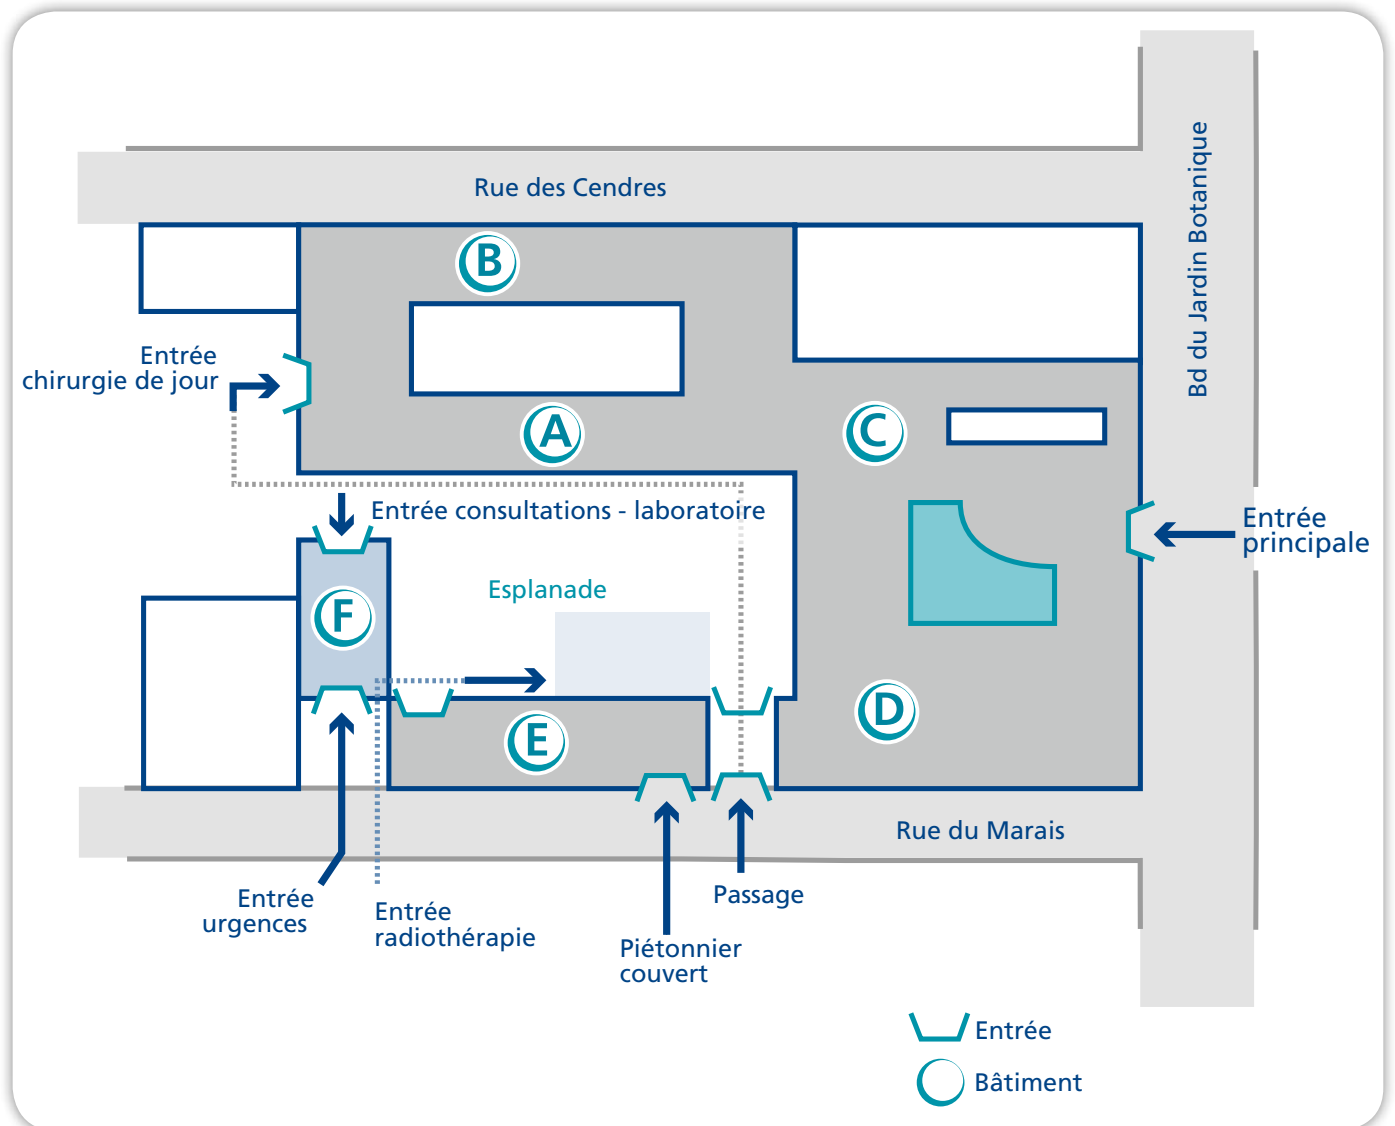 Rue des Cendres
Bd du Jardin Botanique
B
Entrée
chirurgie de jour
A
C
Entrée consultations - laboratoire
Entrée
principale
Esplanade
F
D
E
Rue du Marais
Entrée
urgences
Entrée
radiothérapie
Passage
Piétonnier
couvert
Entrée
Bâtiment